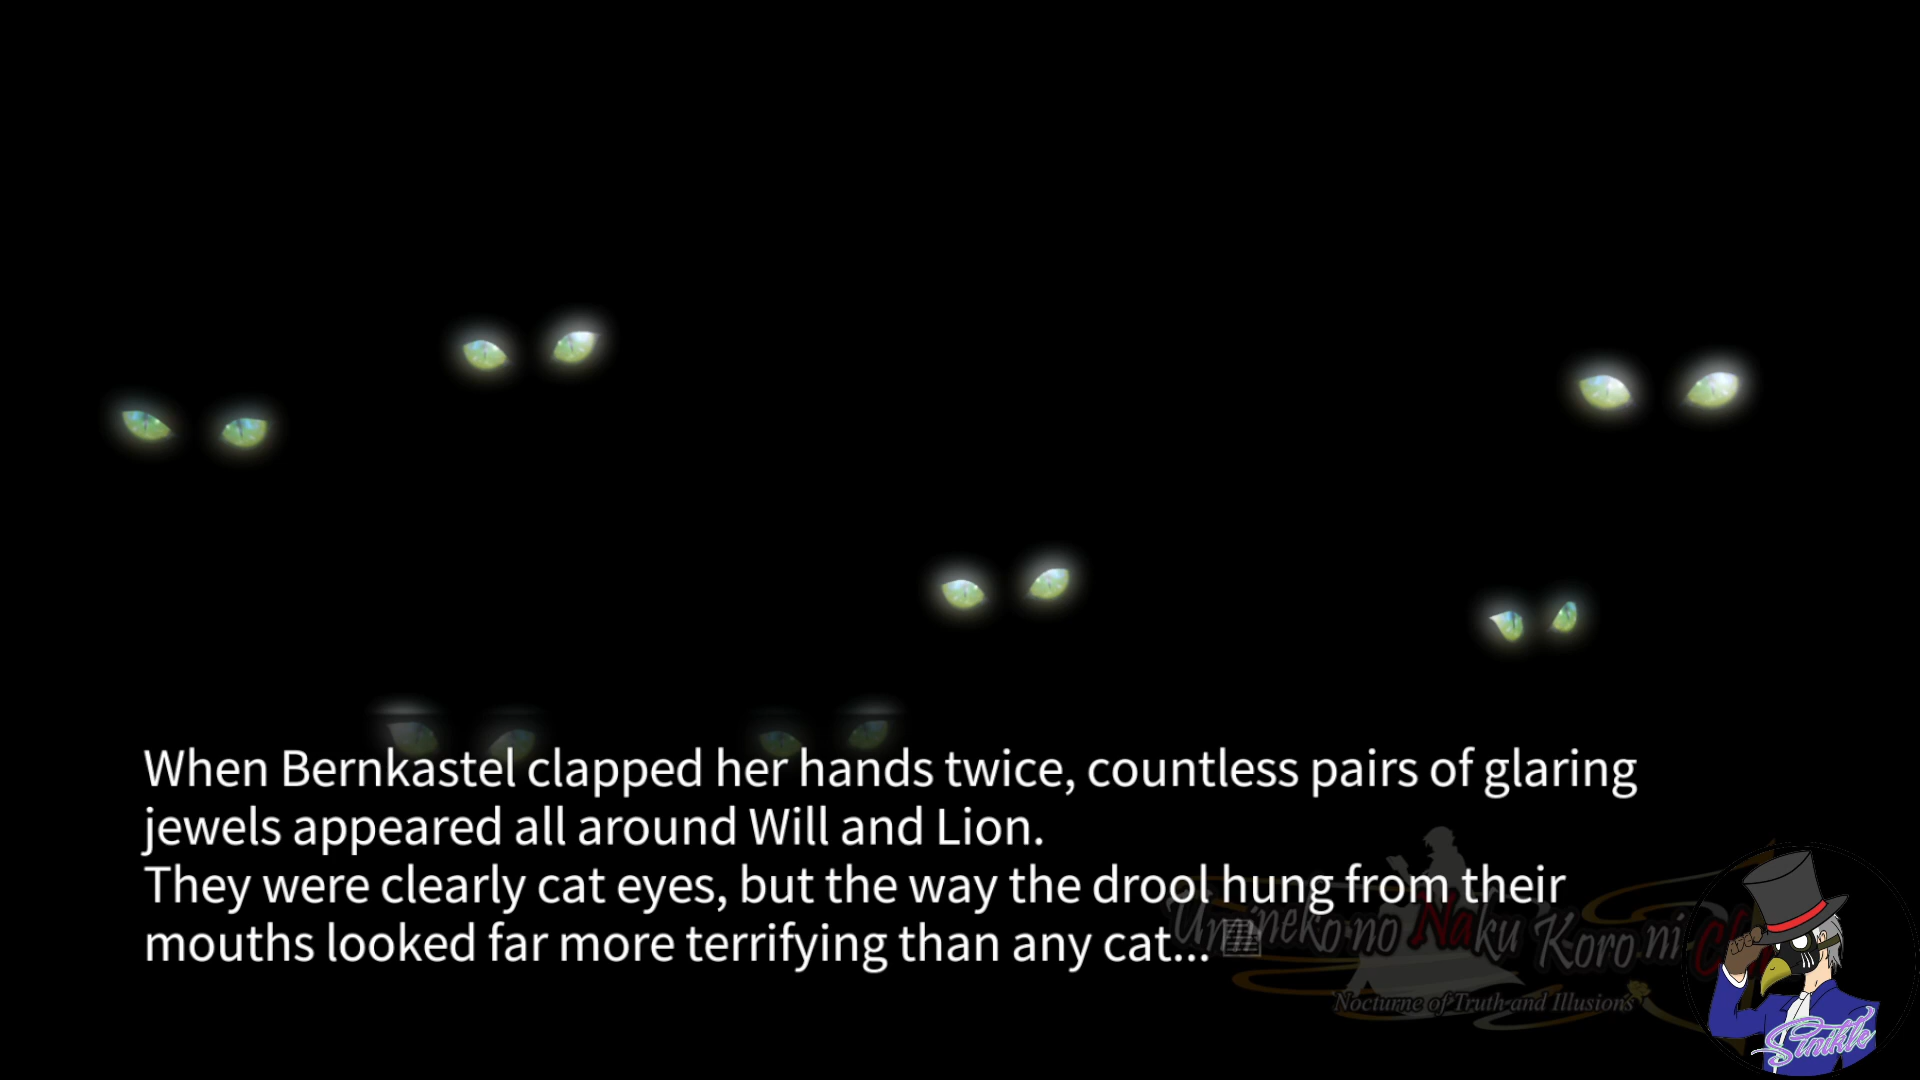 When Bernkastel clapped her hands twice, countless pairs of glaring
jewels appeared all around Will and Lion.
They were clearly cat eyes, but the way the drool hung from their
mouths looked far more terrifying than any cat...
Umineko no Naku Koro ni
Nocturne of Truth and Illusions
Sinikle